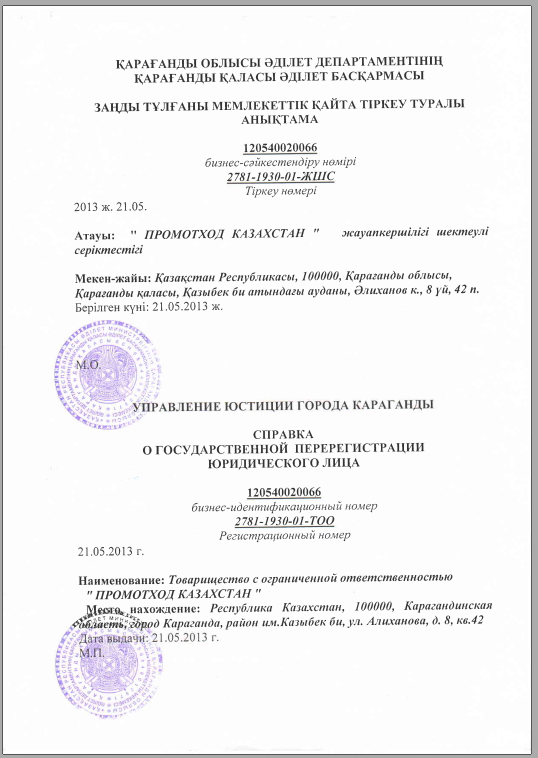 ҚАРАҒАНДЫ ОБЛЫСЫ ӘДІЛЕТ ДЕПАРТАМЕНТІНІҢ
ҚАРАҒАНДЫ ҚАЛАСЫ ӘДІЛЕТ БАСҚАРМАСЫ
ЗАҢДЫ ТҰЛҒАНЫ МЕМЛЕКЕТТІК ҚАЙТА ТІРКЕУ ТУРАЛЫ
АНЫҚТАМА
120540020066
бизнес-сәйкестендіру нөмірі
2781-1930-01-ЖШС
Тіркеу нөмері
2013 ж. 21.05.
Атауы: " ПРОМОТХОД КАЗАХСТАН " жауапкершілігі шектеулі
серіктестігі
Мекен-жайы: Қазақстан Республикасы, 100000, Қарағанды облысы,
Қарағанды қаласы, Қазыбек би атындағы ауданы, Әлиханов к., 8 үй, 42 п.
Берілген күні: 21.05.2013 ж.
М.О.
УПРАВЛЕНИЕ ЮСТИЦИИ ГОРОДА КАРАГАНДЫ
СПРАВКА
О ГОСУДАРСТВЕННОЙ ПЕРЕРЕГИСТРАЦИИ
ЮРИДИЧЕСКОГО ЛИЦА
120540020066
бизнес-идентификационный номер
2781-1930-01-ТОО
Регистрационный номер
21.05.2013 г.
Наименование: Товарищество с ограниченной ответственностью
" ПРОМОТХОД КАЗАХСТАН "
Место нахождение: Республика Казахстан, 100000, Карагандинская
область, город Караганда, район им.Казыбек би, ул. Алиханова, д. 8, кв.42
Дата выдачи: 21.05.2013 г.
М.П.